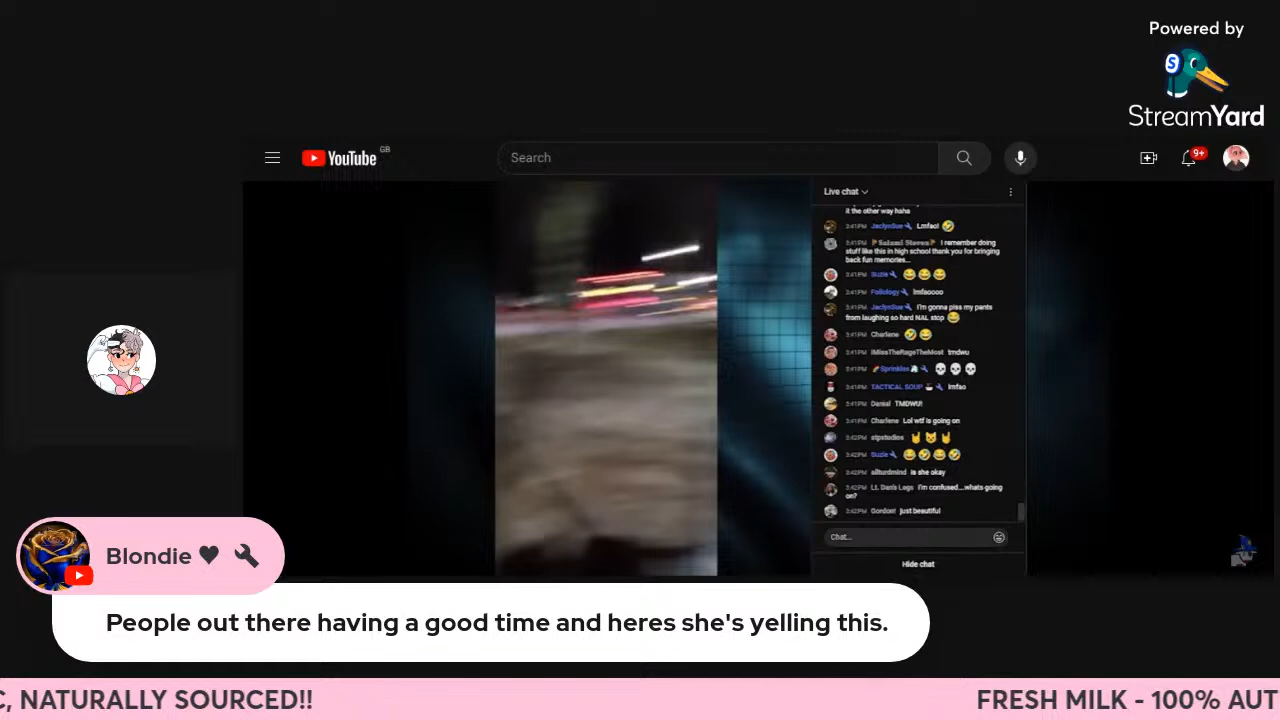 Powered by
StreamYard
YouTube GB
Search
9+
Live chat
it the other way haha
3:41PM JaclynSue Lmfao!
3:41PM Salami Steven I remember doing
stuff like this in high school thank you for bringing
back fun memories...
3:41PM Suzie
3:41PM Foliology lmfaoooo
3:41PM JaclynSue I'm gonna piss my pants
from laughing so hard NAL stop
3:41PM Charlene
3:41PM iMissTheRageTheMost tmdwu
3:41PM Sprinkles
3:41PM TACTICAL SOUP lmfao
3:41PM Danial TMDWU!
3:41PM Charlene Lol wtf is going on
3:42PM stpstudios
3:42PM Suzie
3:42PM allturdmind is she okay
3:42PM Lt. Dan's Legs I'm confused...whats going
on?
3:42PM Gordon! just beautiful
Chat...
Hide chat
Blondie
People out there having a good time and heres she's yelling this.
C, NATURALLY SOURCED!! FRESH MILK - 100% AUT